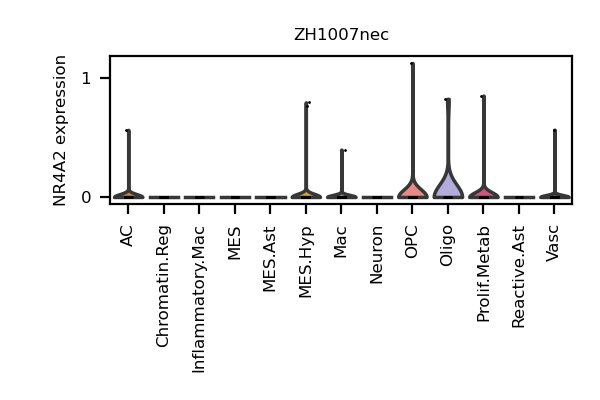 ZH1007nec
NR4A2 expression
1
0
AC
Chromatin.Reg
Inflammatory.Mac
MES
MES.Ast
MES.Hyp
Mac
Neuron
OPC
Oligo
Prolif.Metab
Reactive.Ast
Vasc